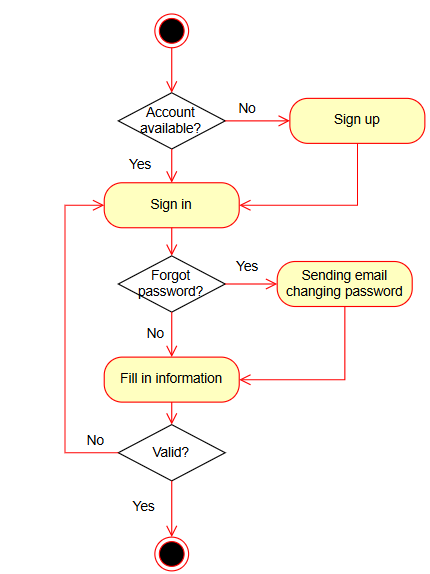 Account
available?
No
Sign up
Yes
Sign in
Forgot
password?
Yes
Sending email
changing password
No
Fill in information
Valid?
No
Yes